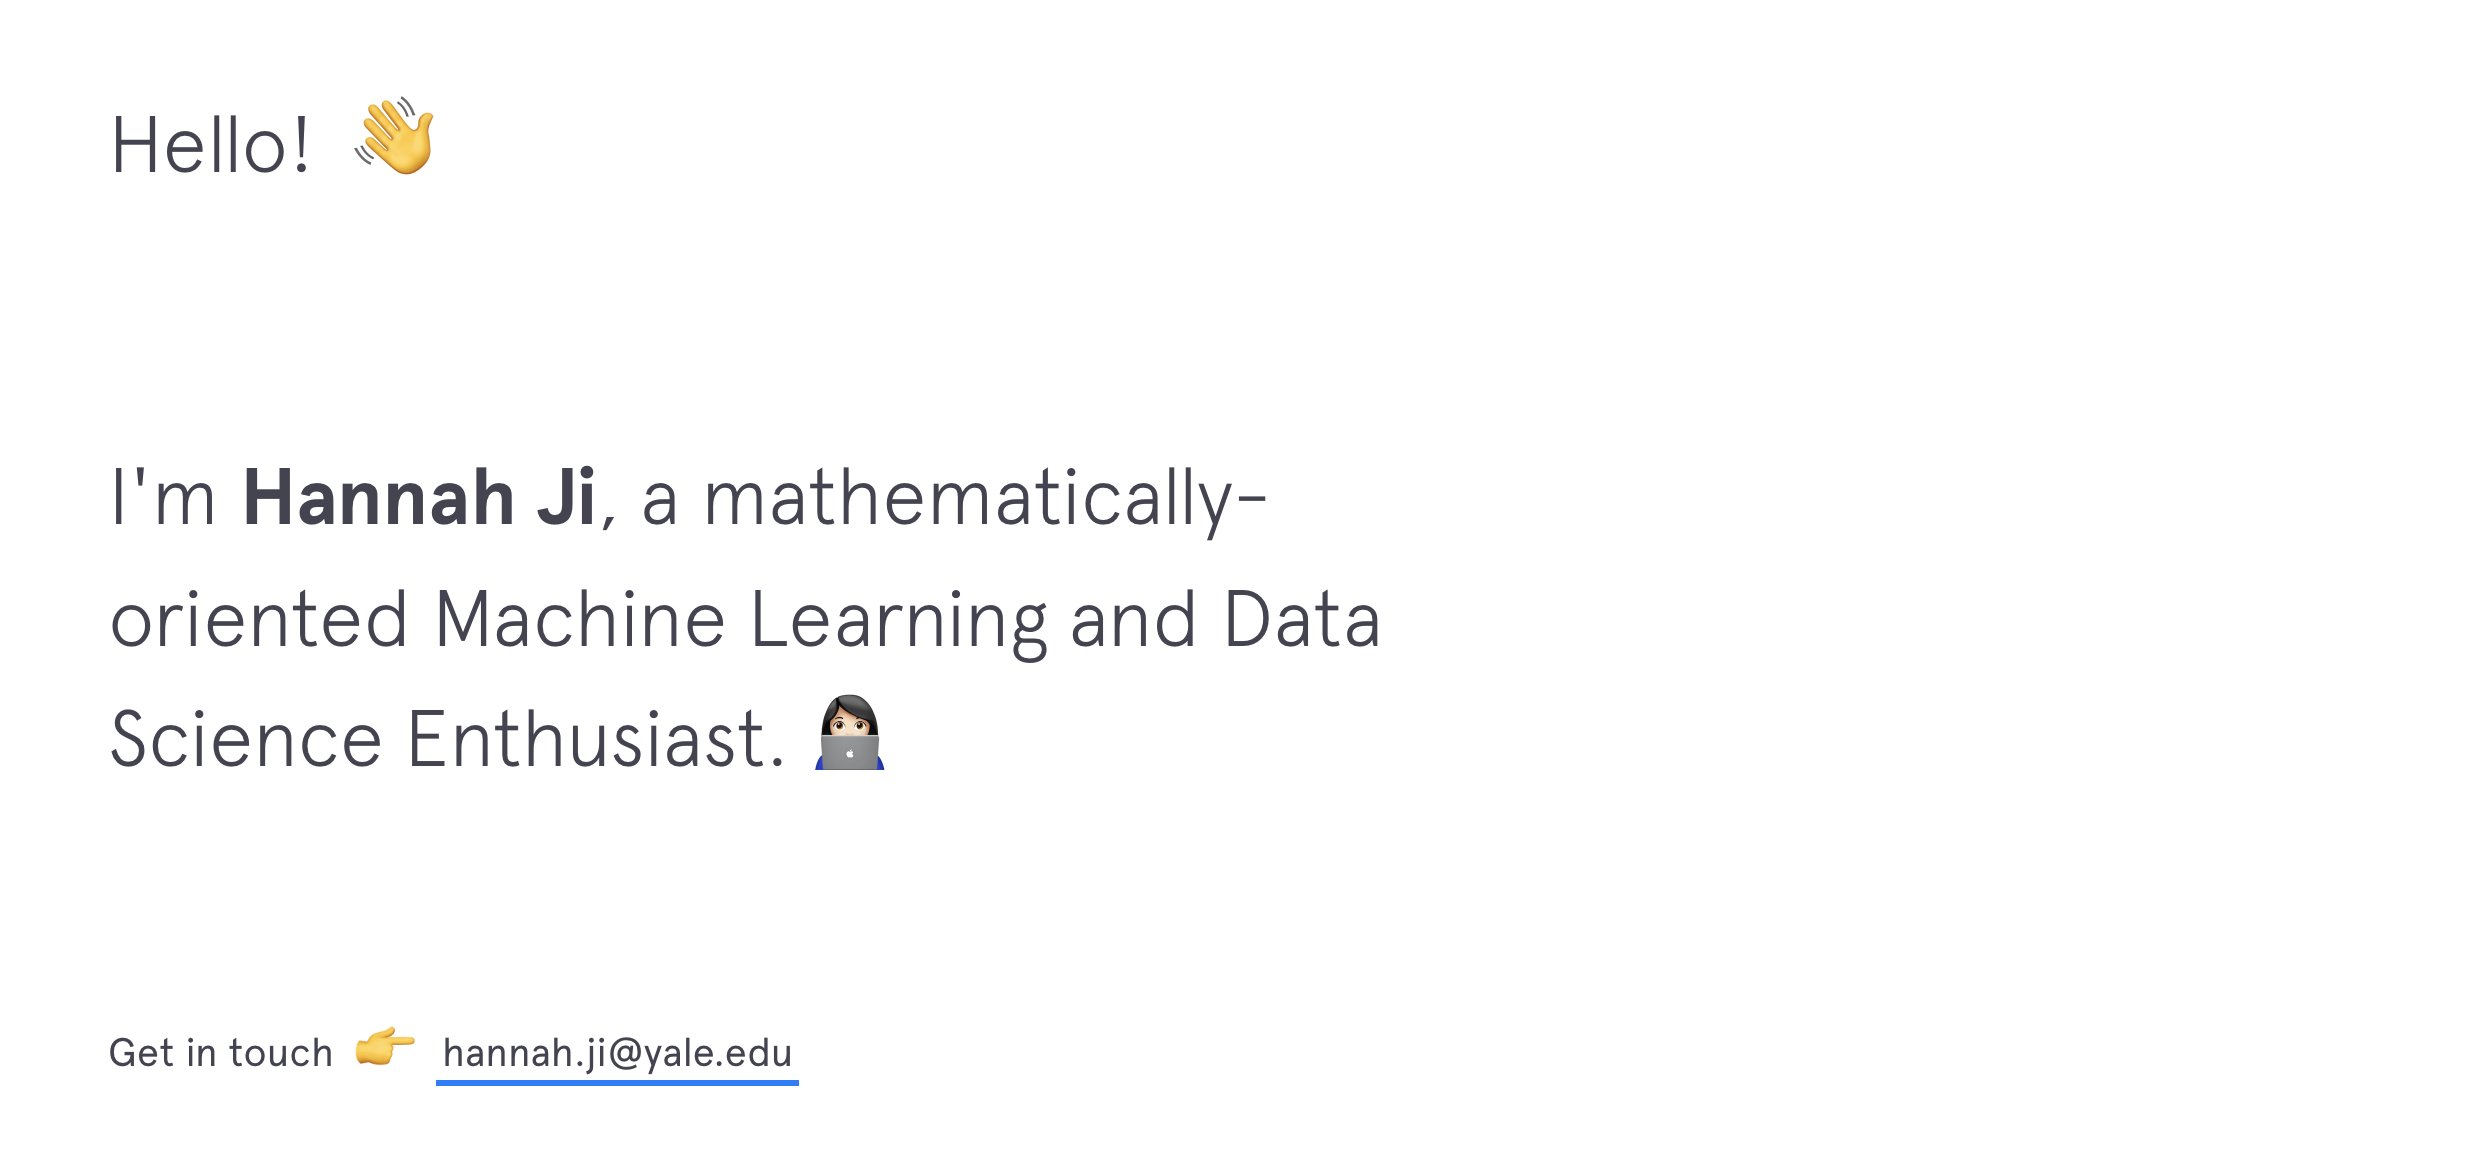 Hello! 👋
I'm Hannah Ji, a mathematically-
oriented Machine Learning and Data
Science Enthusiast. 👩🏻‍💻
Get in touch 👉 hannah.ji@yale.edu